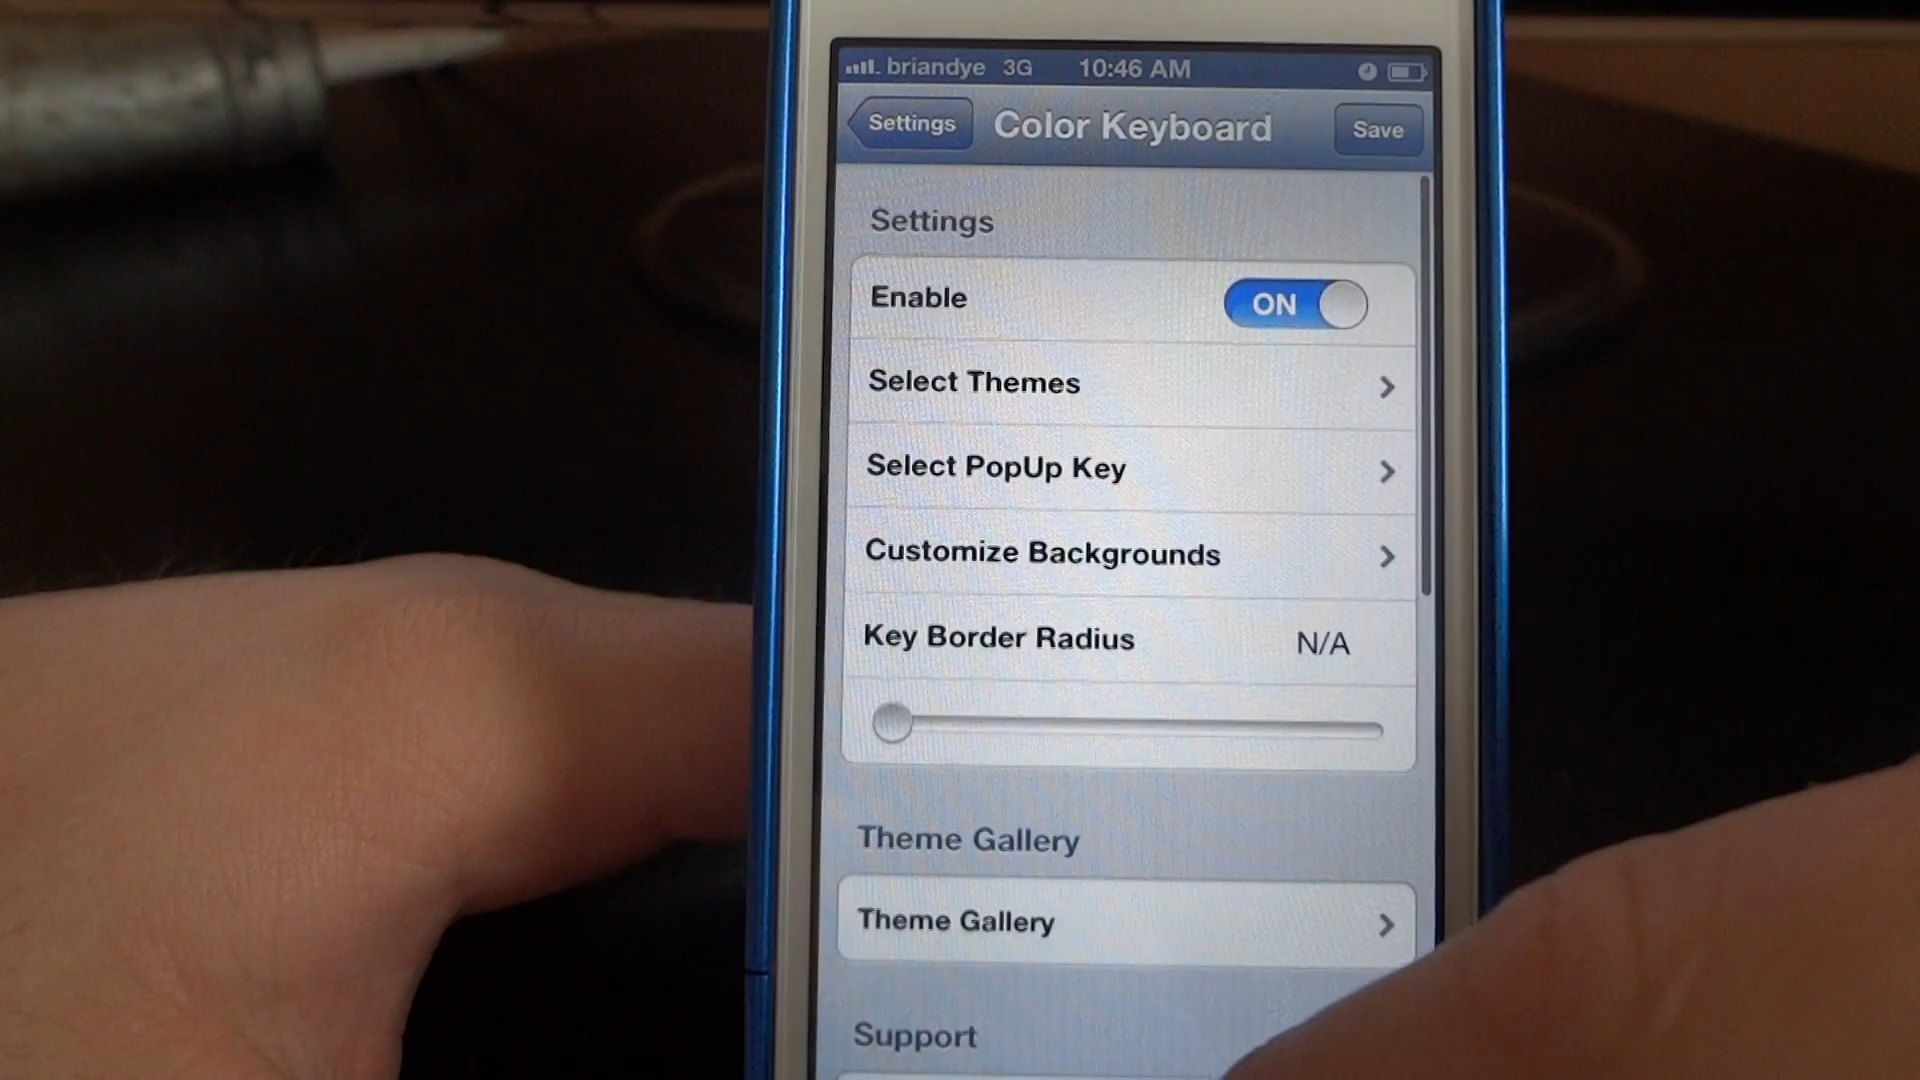 briandye 3G 10:46 AM
Settings Color Keyboard Save
Settings
Enable ON
Select Themes
Select PopUp Key
Customize Backgrounds
Key Border Radius N/A
Theme Gallery
Theme Gallery
Support